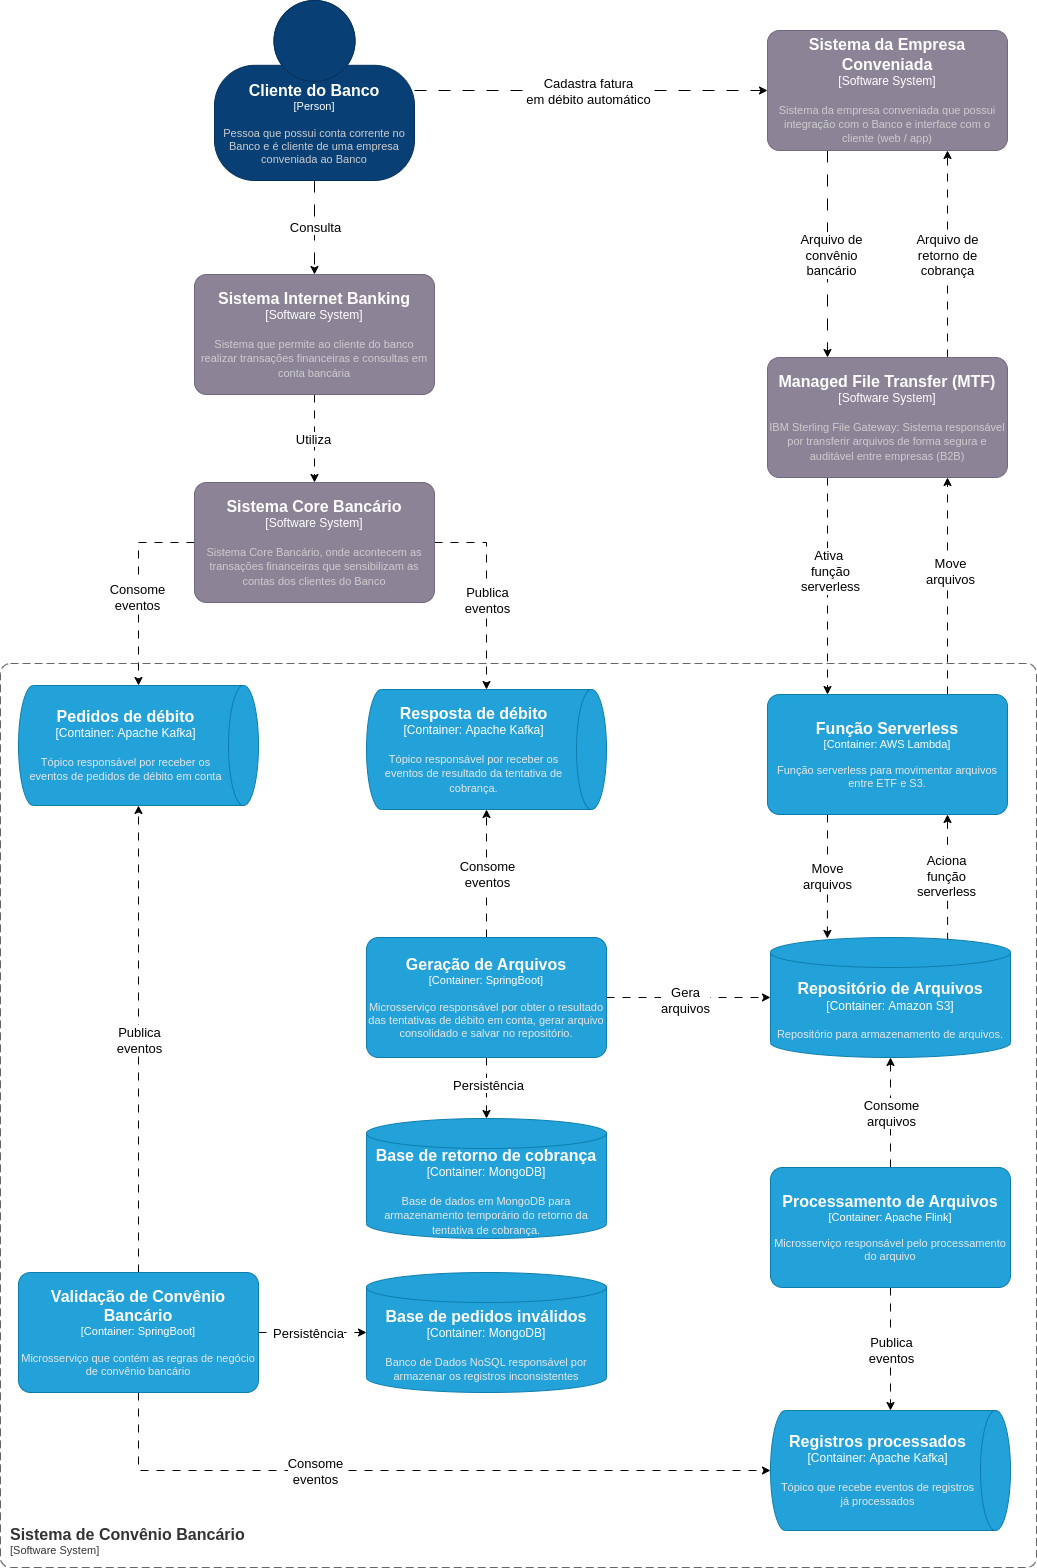 Cliente do Banco
[Person]
Pessoa que possui conta corrente no
Banco e é cliente de uma empresa
conveniada ao Banco
Cadastra fatura
em débito automático
Sistema da Empresa
Conveniada
[Software System]
Sistema da empresa conveniada que possui
integração com o Banco e interface com o
cliente (web / app)
Consulta
Arquivo de
convênio
bancário
Arquivo de
retorno de
cobrança
Sistema Internet Banking
[Software System]
Sistema que permite ao cliente do banco
realizar transações financeiras e consultas em
conta bancária
Managed File Transfer (MTF)
[Software System]
IBM Sterling File Gateway: Sistema responsável
por transferir arquivos de forma segura e
auditável entre empresas (B2B)
Utiliza
Sistema Core Bancário
[Software System]
Sistema Core Bancário, onde acontecem as
transações financeiras que sensibilizam as
contas dos clientes do Banco
Consome
eventos
Publica
eventos
Ativa
função
serverless
Move
arquivos
Pedidos de débito
[Container: Apache Kafka]
Tópico responsável por receber os
eventos de pedidos de débito em conta
Resposta de débito
[Container: Apache Kafka]
Tópico responsável por receber os
eventos de resultado da tentativa de
cobrança.
Função Serverless
[Container: AWS Lambda]
Função serverless para movimentar arquivos
entre ETF e S3.
Consome
eventos
Move
arquivos
Aciona
função
serverless
Geração de Arquivos
[Container: SpringBoot]
Microsserviço responsável por obter o resultado
das tentativas de débito em conta, gerar arquivo
consolidado e salvar no repositório.
Gera
arquivos
Repositório de Arquivos
[Container: Amazon S3]
Repositório para armazenamento de arquivos.
Publica
eventos
Persistência
Consome
arquivos
Base de retorno de cobrança
[Container: MongoDB]
Base de dados em MongoDB para
armazenamento temporário do retorno da
tentativa de cobrança.
Processamento de Arquivos
[Container: Apache Flink]
Microsserviço responsável pelo processamento
do arquivo
Validação de Convênio
Bancário
[Container: SpringBoot]
Microsserviço que contém as regras de negócio
de convênio bancário
Persistência
Base de pedidos inválidos
[Container: MongoDB]
Banco de Dados NoSQL responsável por
armazenar os registros inconsistentes
Publica
eventos
Consome
eventos
Registros processados
[Container: Apache Kafka]
Tópico que recebe eventos de registros
já processados
Sistema de Convênio Bancário
[Software System]